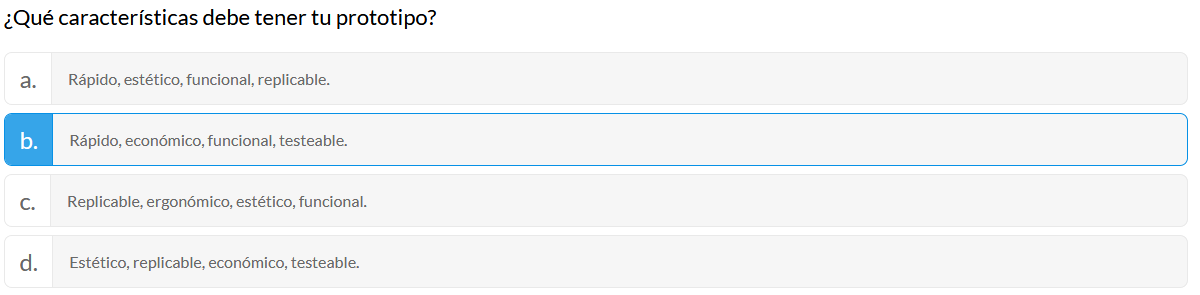 ¿Qué características debe tener tu prototipo?
a. Rápido, estético, funcional, replicable.
b. Rápido, económico, funcional, testeable.
c. Replicable, ergonómico, estético, funcional.
d. Estético, replicable, económico, testeable.